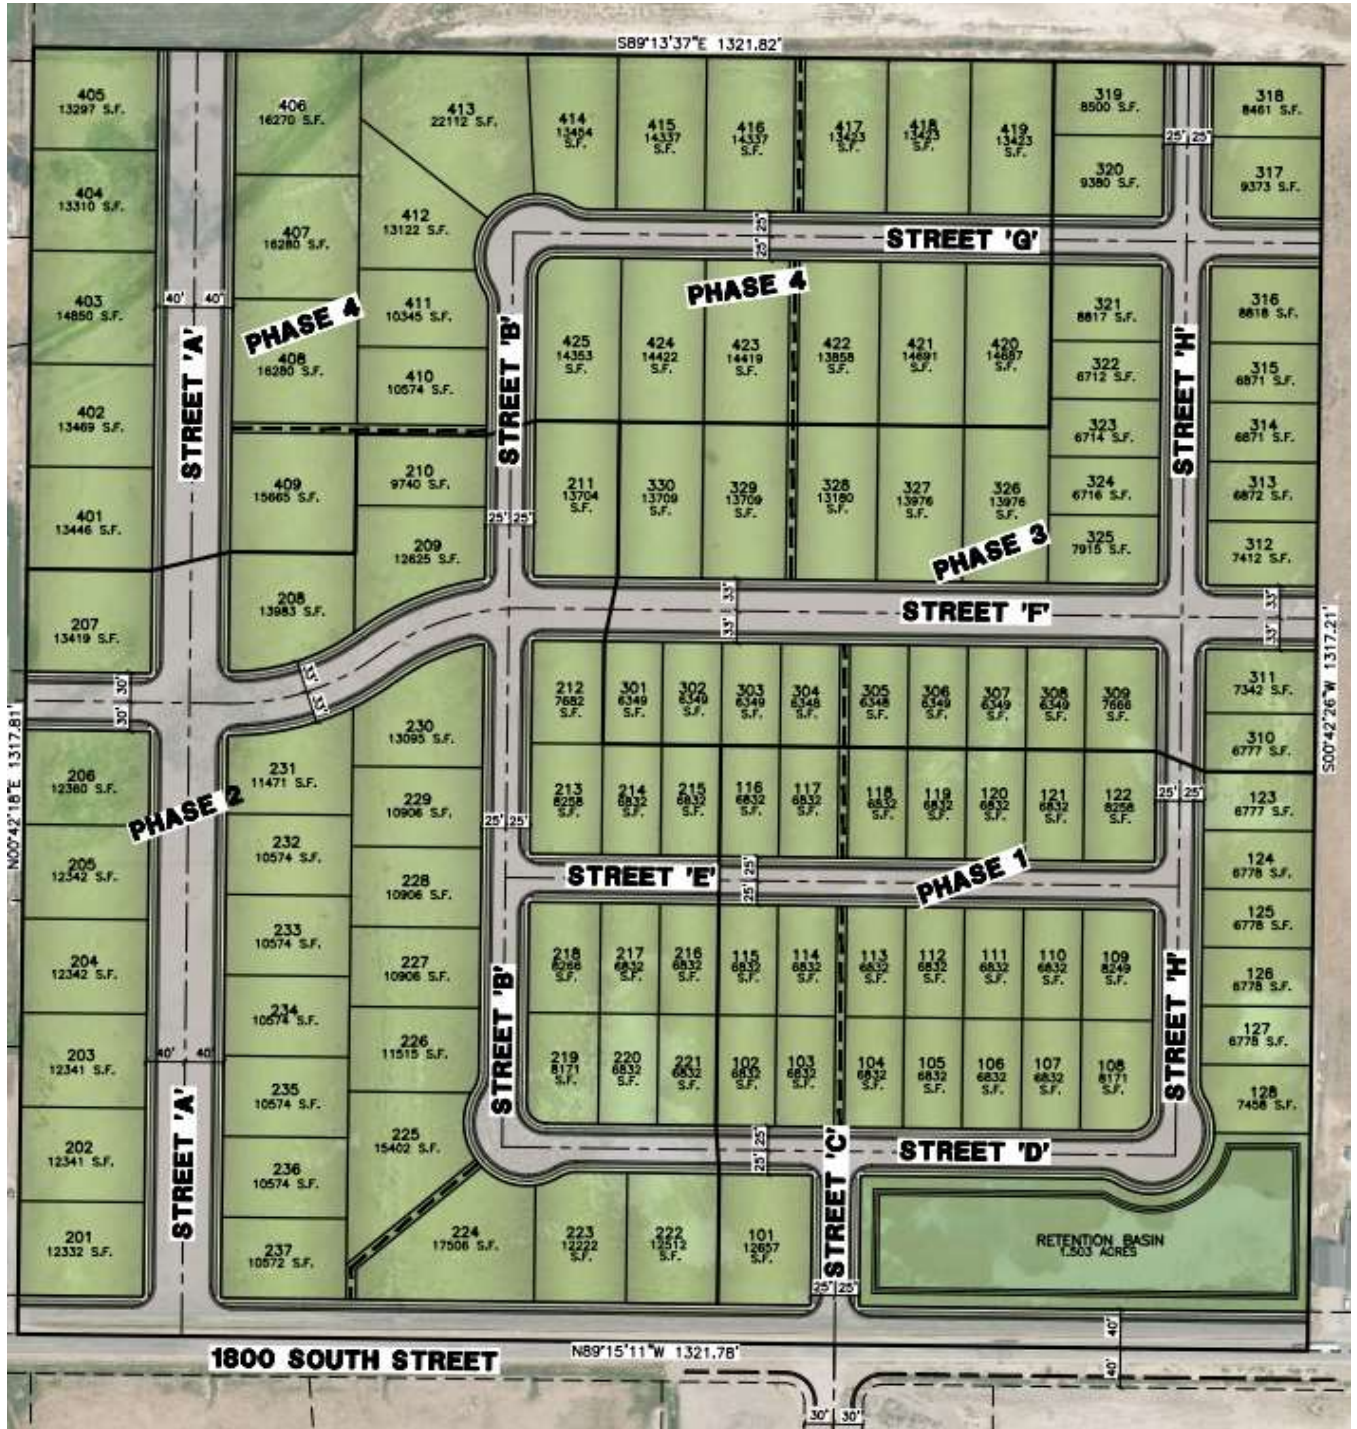 S89°13'37"E 1321.82'
405
13297 S.F.
406
16270 S.F.
413
22112 S.F.
414
13454
S.F.
415
14337
S.F.
416
14337
S.F.
417
13423
S.F.
418
13423
S.F.
419
13423
S.F.
319
8500 S.F.
318
8461 S.F.
25' 25'
404
13310 S.F.
407
16280 S.F.
412
13122 S.F.
320
9380 S.F.
317
9373 S.F.
25'
25'
STREET 'G'
403
14850 S.F.
40' 40'
PHASE 4
411
10345 S.F.
PHASE 4
321
8817 S.F.
316
8818 S.F.
STREET 'A'
408
16280 S.F.
410
10574 S.F.
STREET 'B'
425
14353
S.F.
424
14422
S.F.
423
14419
S.F.
422
13858
S.F.
421
14691
S.F.
420
14687
S.F.
322
6712 S.F.
STREET 'H'
315
6871 S.F.
402
13469 S.F.
323
6714 S.F.
314
6871 S.F.
401
13446 S.F.
409
15665 S.F.
210
9740 S.F.
211
13704
S.F.
330
13709
S.F.
329
13709
S.F.
328
13180
S.F.
327
13976
S.F.
326
13976
S.F.
324
6716 S.F.
313
6872 S.F.
25' 25'
209
12625 S.F.
PHASE 3
325
7915 S.F.
312
7412 S.F.
207
13419 S.F.
208
13983 S.F.
33'
33'
STREET 'F'
33'
33'
30'
30'
33'
33'
212
7682
S.F.
301
6349
S.F.
302
6349
S.F.
303
6349
S.F.
304
6348
S.F.
305
6348
S.F.
306
6349
S.F.
307
6349
S.F.
308
6349
S.F.
309
7666
S.F.
311
7342 S.F.
S00°42'26"W 1317.21'
N00°42'18"E 1317.81'
230
13095 S.F.
310
6777 S.F.
206
12360 S.F.
PHASE 2
231
11471 S.F.
229
10906 S.F.
25' 25'
213
8258
S.F.
214
6832
S.F.
215
6832
S.F.
116
6832
S.F.
117
6832
S.F.
118
6832
S.F.
119
6832
S.F.
120
6832
S.F.
121
6832
S.F.
122
8258
S.F.
25' 25'
123
6777 S.F.
205
12342 S.F.
232
10574 S.F.
228
10906 S.F.
STREET 'E'
25'
25'
PHASE 1
124
6778 S.F.
125
6778 S.F.
204
12342 S.F.
233
10574 S.F.
227
10906 S.F.
218
8266
S.F.
217
6832
S.F.
216
6832
S.F.
115
6832
S.F.
114
6832
S.F.
113
6832
S.F.
112
6832
S.F.
111
6832
S.F.
110
6832
S.F.
109
8249
S.F.
126
6778 S.F.
STREET 'B'
STREET 'H'
234
10574 S.F.
127
6778 S.F.
203
12341 S.F.
40' 40'
226
11515 S.F.
219
8171
S.F.
220
6832
S.F.
221
6832
S.F.
102
6832
S.F.
103
6832
S.F.
104
6832
S.F.
105
6832
S.F.
106
6832
S.F.
107
6832
S.F.
108
8171
S.F.
128
7458 S.F.
STREET 'A'
235
10574 S.F.
225
15402 S.F.
202
12341 S.F.
236
10574 S.F.
25'
25'
STREET 'C'
STREET 'D'
201
12332 S.F.
237
10572 S.F.
224
17506 S.F.
223
12222
S.F.
222
12512
S.F.
101
12657
S.F.
RETENTION BASIN
1.503 ACRES
25' 25'
1800 SOUTH STREET
N89°15'11"W 1321.78'
40'
40'
30' 30'